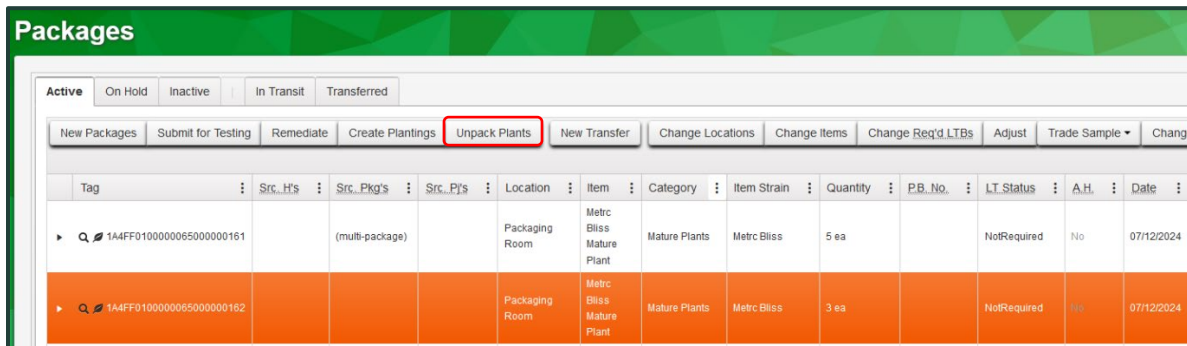 Packages
Active On Hold Inactive In Transit Transferred
New Packages Submit for Testing Remediate Create Plantings Unpack Plants New Transfer Change Locations Change Items Change Req'd LTBs Adjust Trade Sample Chang
Tag Src. H's Src. Pkg's Src. Pj's Location Item Category Item Strain Quantity P.B. No. LT Status A.H. Date
Metrc
Bliss
1A4FF0100000065000000161 (multi-package) Packaging Room Mature Plants Metrc Bliss 5 ea NotRequired No 07/12/2024
Mature
Plant
Metrc
Bliss
1A4FF0100000065000000162 Packaging Room Mature Plants Metrc Bliss 3 ea NotRequired No 07/12/2024
Mature
Plant